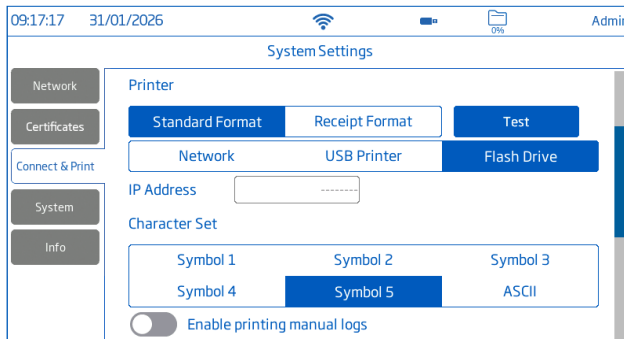 09:17:17 31/01/2026 0% Admin
System Settings
Network
Certificates
Connect & Print
System
Info
Printer
Standard Format Receipt Format Test
Network USB Printer Flash Drive
IP Address --------
Character Set
Symbol 1 Symbol 2 Symbol 3
Symbol 4 Symbol 5 ASCII
Enable printing manual logs